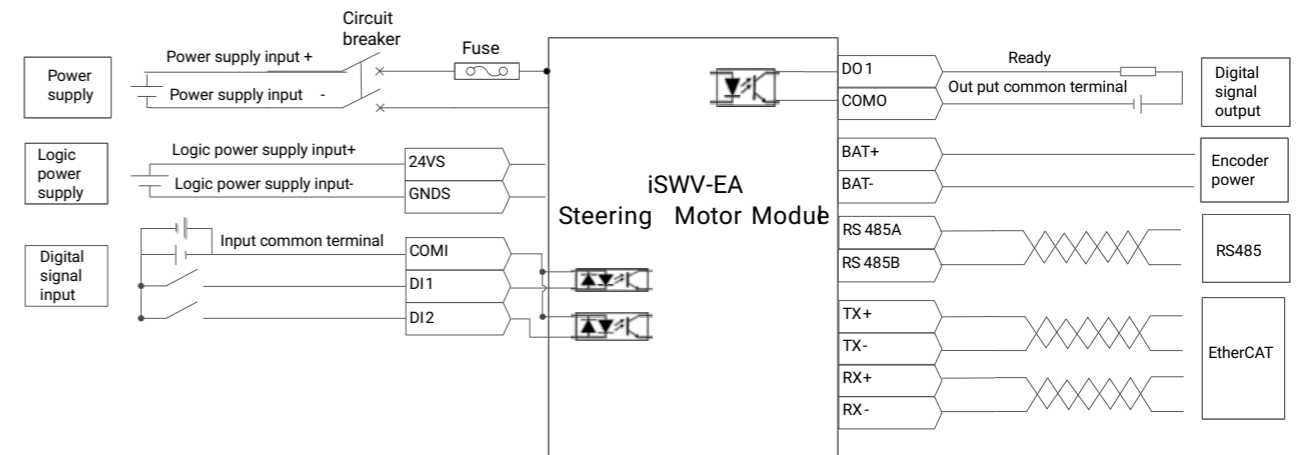 Circuit
breaker
Power supply input +
Fuse
Power
supply
Power supply input -
Logic
power
supply
Logic power supply input+
24VS
Logic power supply input-
GNDS
Digital
signal
input
Input common terminal
COMI
DI1
DI2
iSWV-EA
Steering Motor Module
DO1
Ready
COMO
Out put common terminal
Digital
signal
output
BAT+
BAT-
Encoder
power
RS 485A
RS 485B
RS485
TX+
TX-
RX+
RX-
EtherCAT